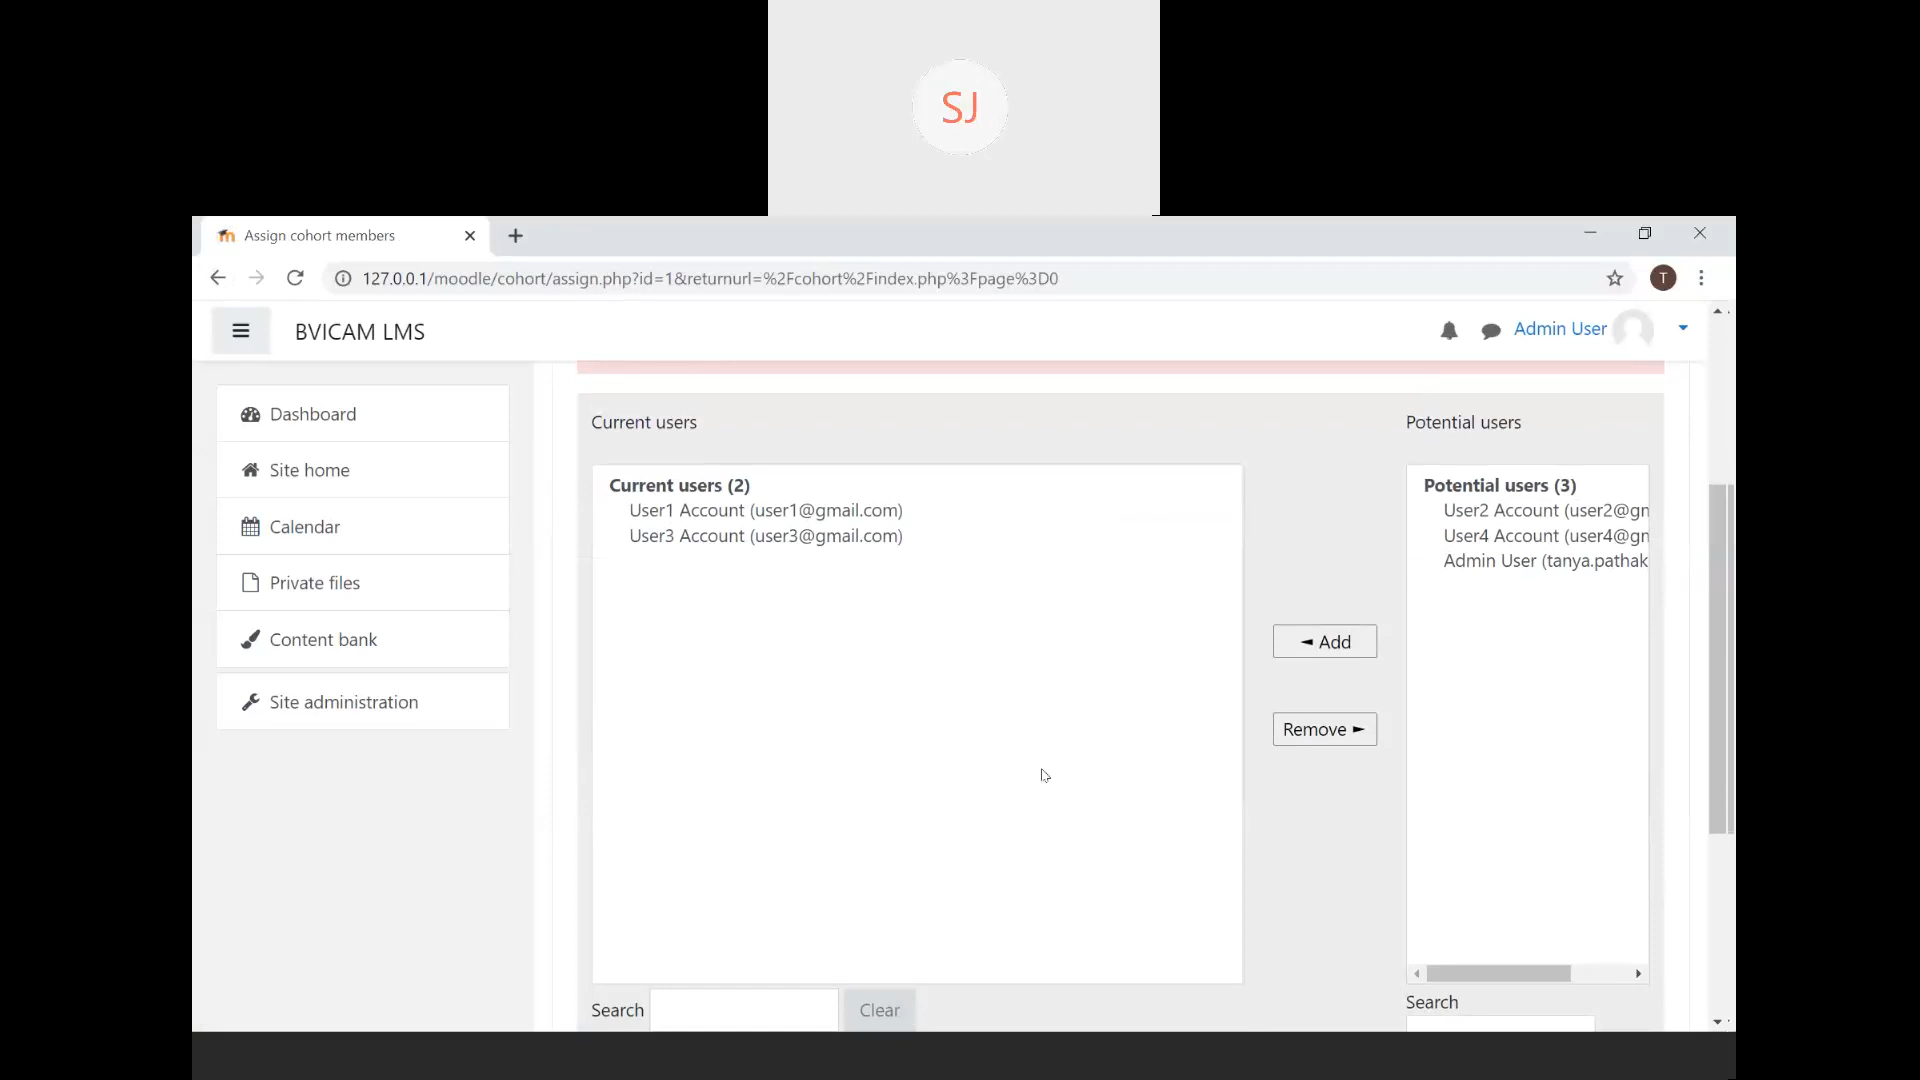 SJ
Assign cohort members
127.0.0.1/moodle/cohort/assign.php?id=1&returnurl=%2Fcohort%2Findex.php%3Fpage%3D0
T
BVICAM LMS
Admin User
Dashboard
Site home
Calendar
Private files
Content bank
Site administration
Current users
Current users (2)
User1 Account (user1@gmail.com)
User3 Account (user3@gmail.com)
◄ Add
Remove ►
Potential users
Potential users (3)
User2 Account (user2@gm
User4 Account (user4@gm
Admin User (tanya.pathak
Search
Clear
Search